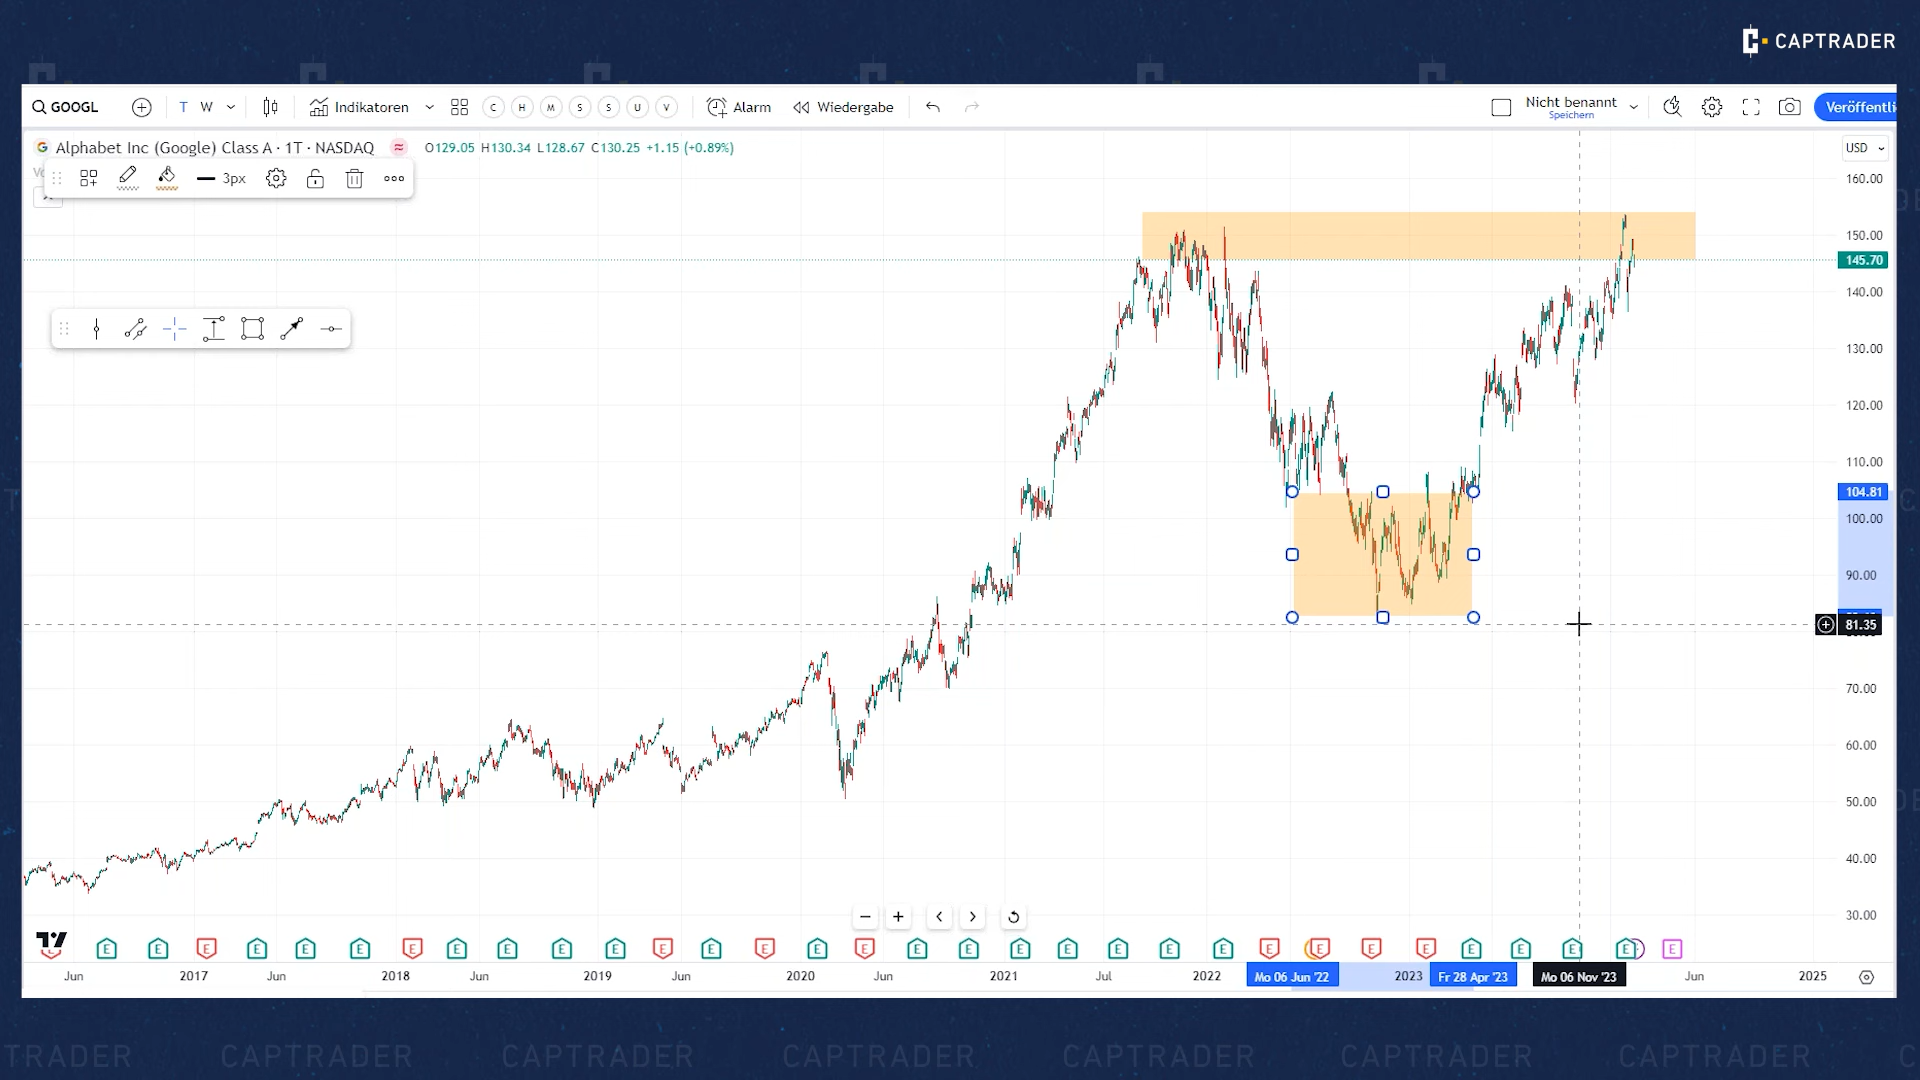 CAPTRADER
GOOGL T W Indikatoren C H M S S U V Alarm Wiedergabe Nicht benannt Speichern Veröffentli
Alphabet Inc (Google) Class A · 1T · NASDAQ O129.05 H130.34 L128.67 C130.25 +1.15 (+0.89%)
USD
3px
160.00
150.00
145.70
140.00
130.00
120.00
110.00
104.81
100.00
90.00
81.35
70.00
60.00
50.00
40.00
30.00
E E E E E E E E E E E E E E E E E E E E E E E E E E E E E E E E
Jun 2017 Jun 2018 Jun 2019 Jun 2020 Jun 2021 Jul 2022 Mo 06 Jun '22 2023 Fr 28 Apr '23 Mo 06 Nov '23 Jun 2025
TRADER CAPTRADER CAPTRADER CAPTRADER CAPTRADER CAPTRADER CAPTRADER